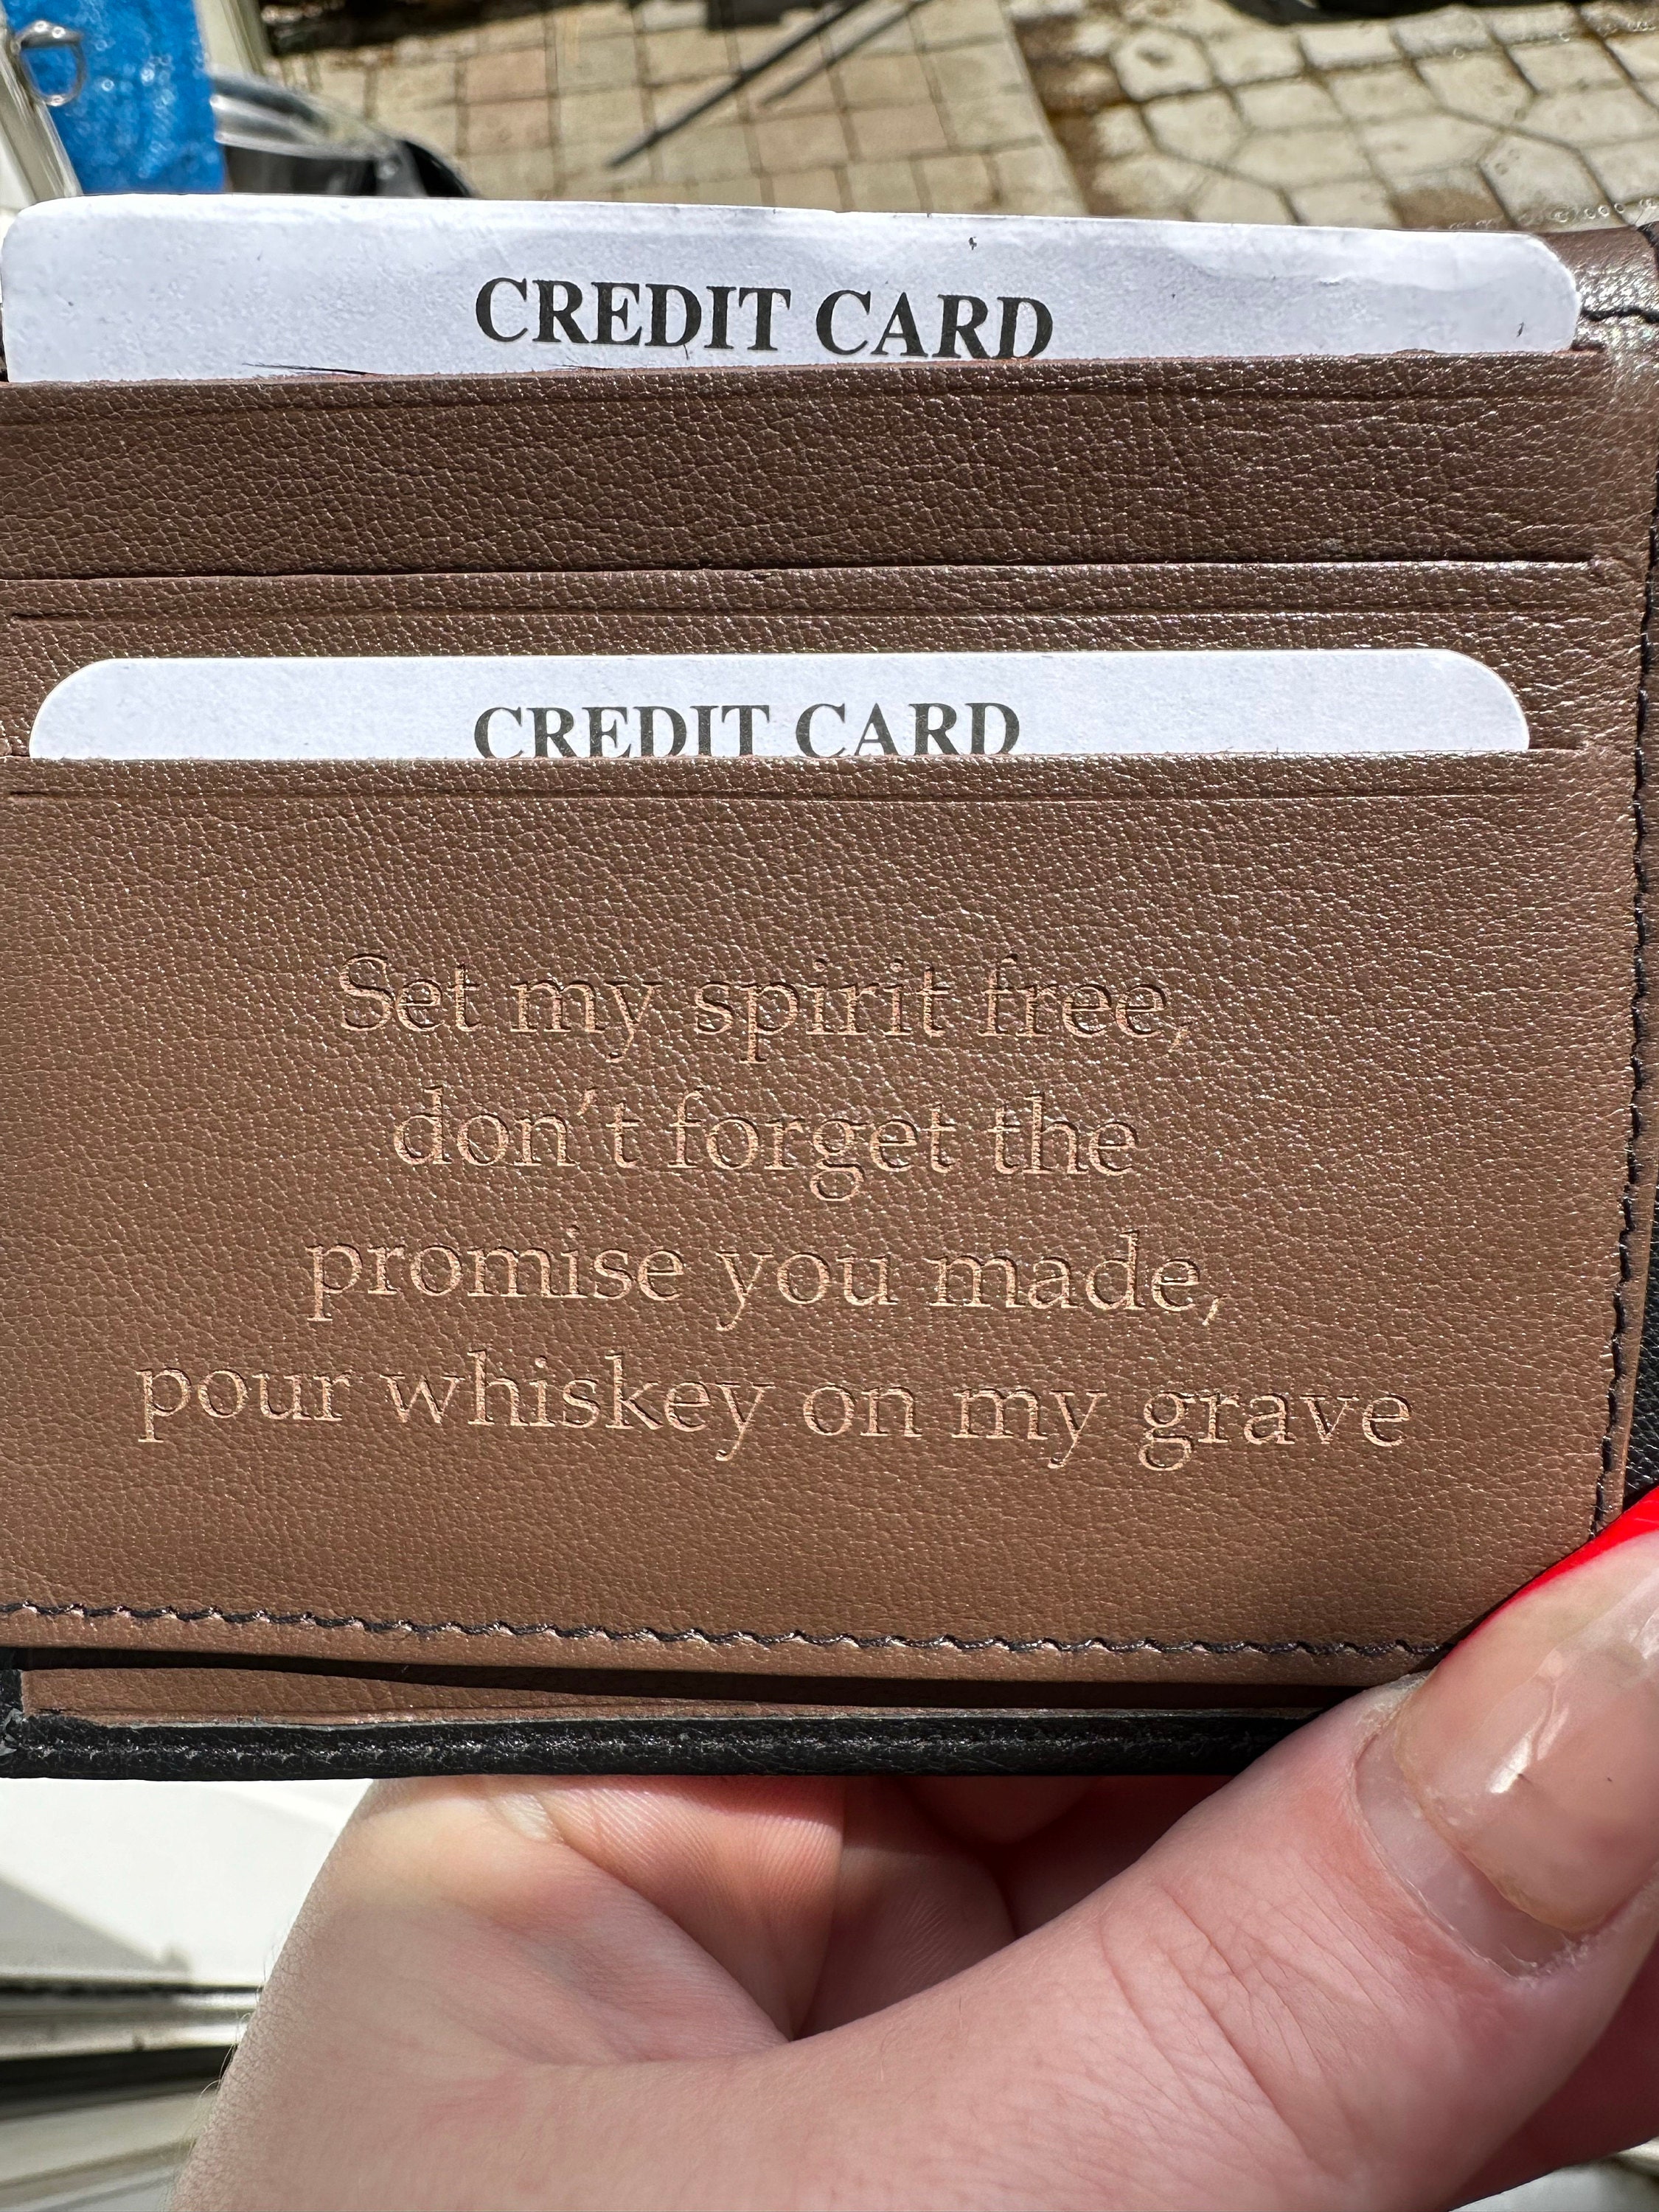 CREDIT CARD
CREDIT CARD
Set my spirit free,
don't forget the
promise you made,
pour whiskey on my grave